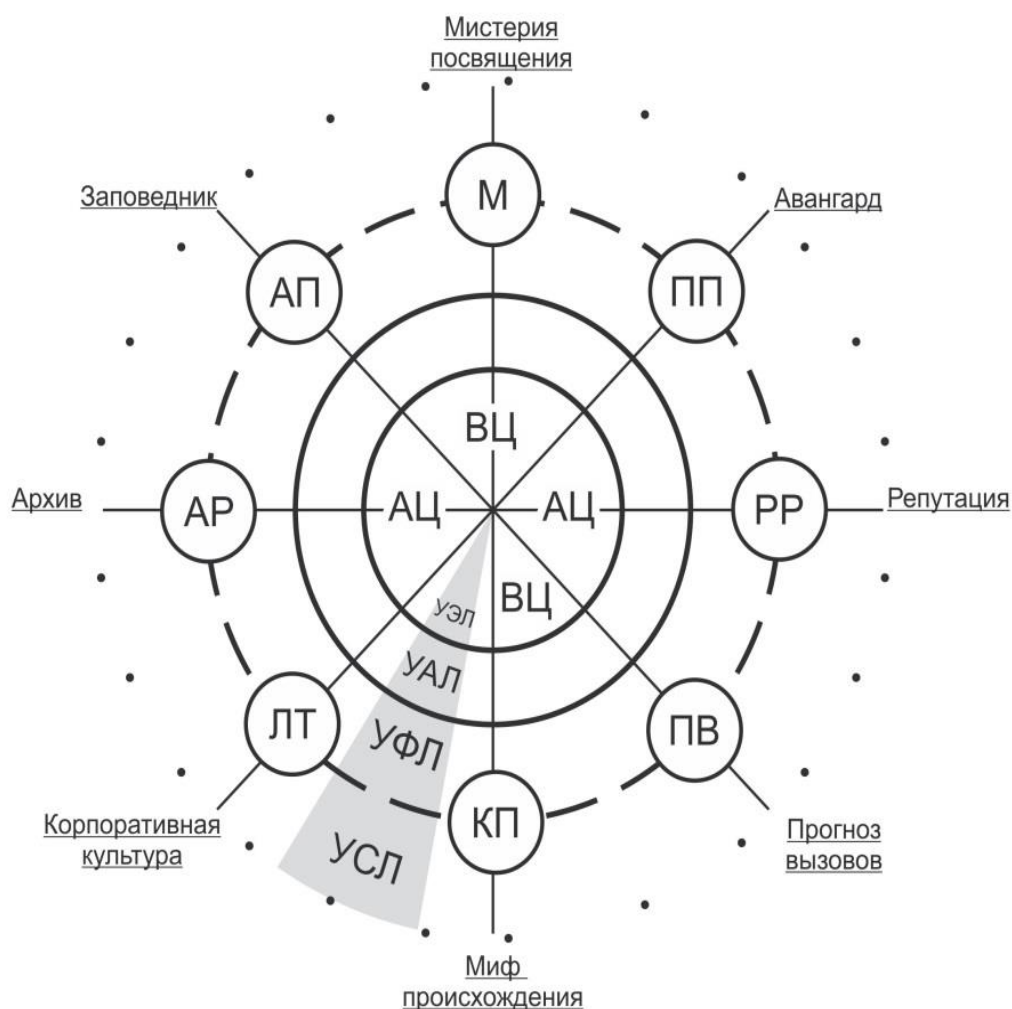 Мистерия
посвящения
М
Заповедник
Авангард
АП
ПП
ВЦ
Архив
АР
АЦ
АЦ
РР
Репутация
ВЦ
УЭЛ
УАЛ
ЛТ
УФЛ
ПВ
КП
Корпоративная
культура
УСЛ
Прогноз
вызовов
Миф
происхождения